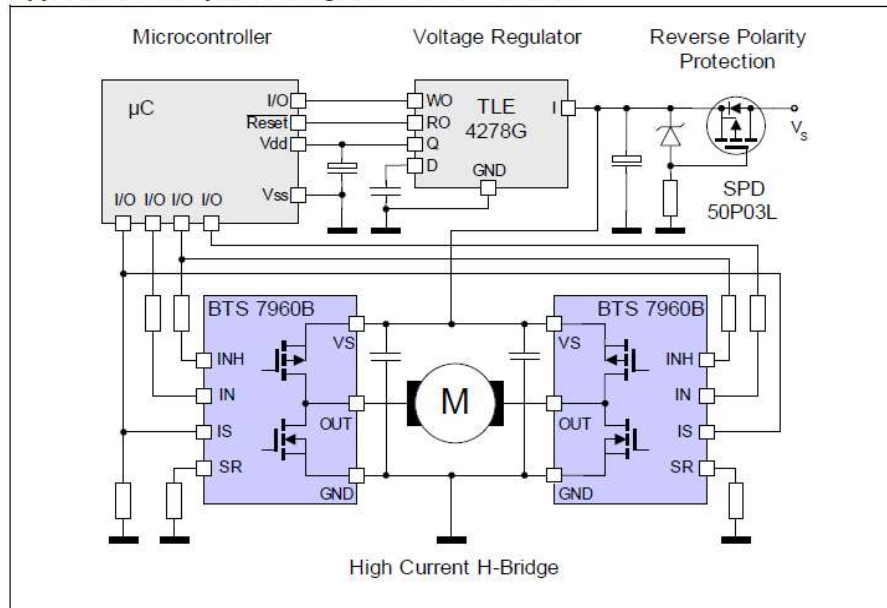 Microcontroller
Voltage Regulator
Reverse Polarity
Protection
µC
I/O
Reset
Vdd
Vss
I/O I/O I/O I/O
WO
RO
Q
D
TLE
4278G
GND
I
V_S
SPD
50P03L
BTS 7960B
VS
INH
IN
IS
SR
OUT
GND
M
BTS 7960B
VS
INH
IN
IS
SR
OUT
GND
High Current H-Bridge